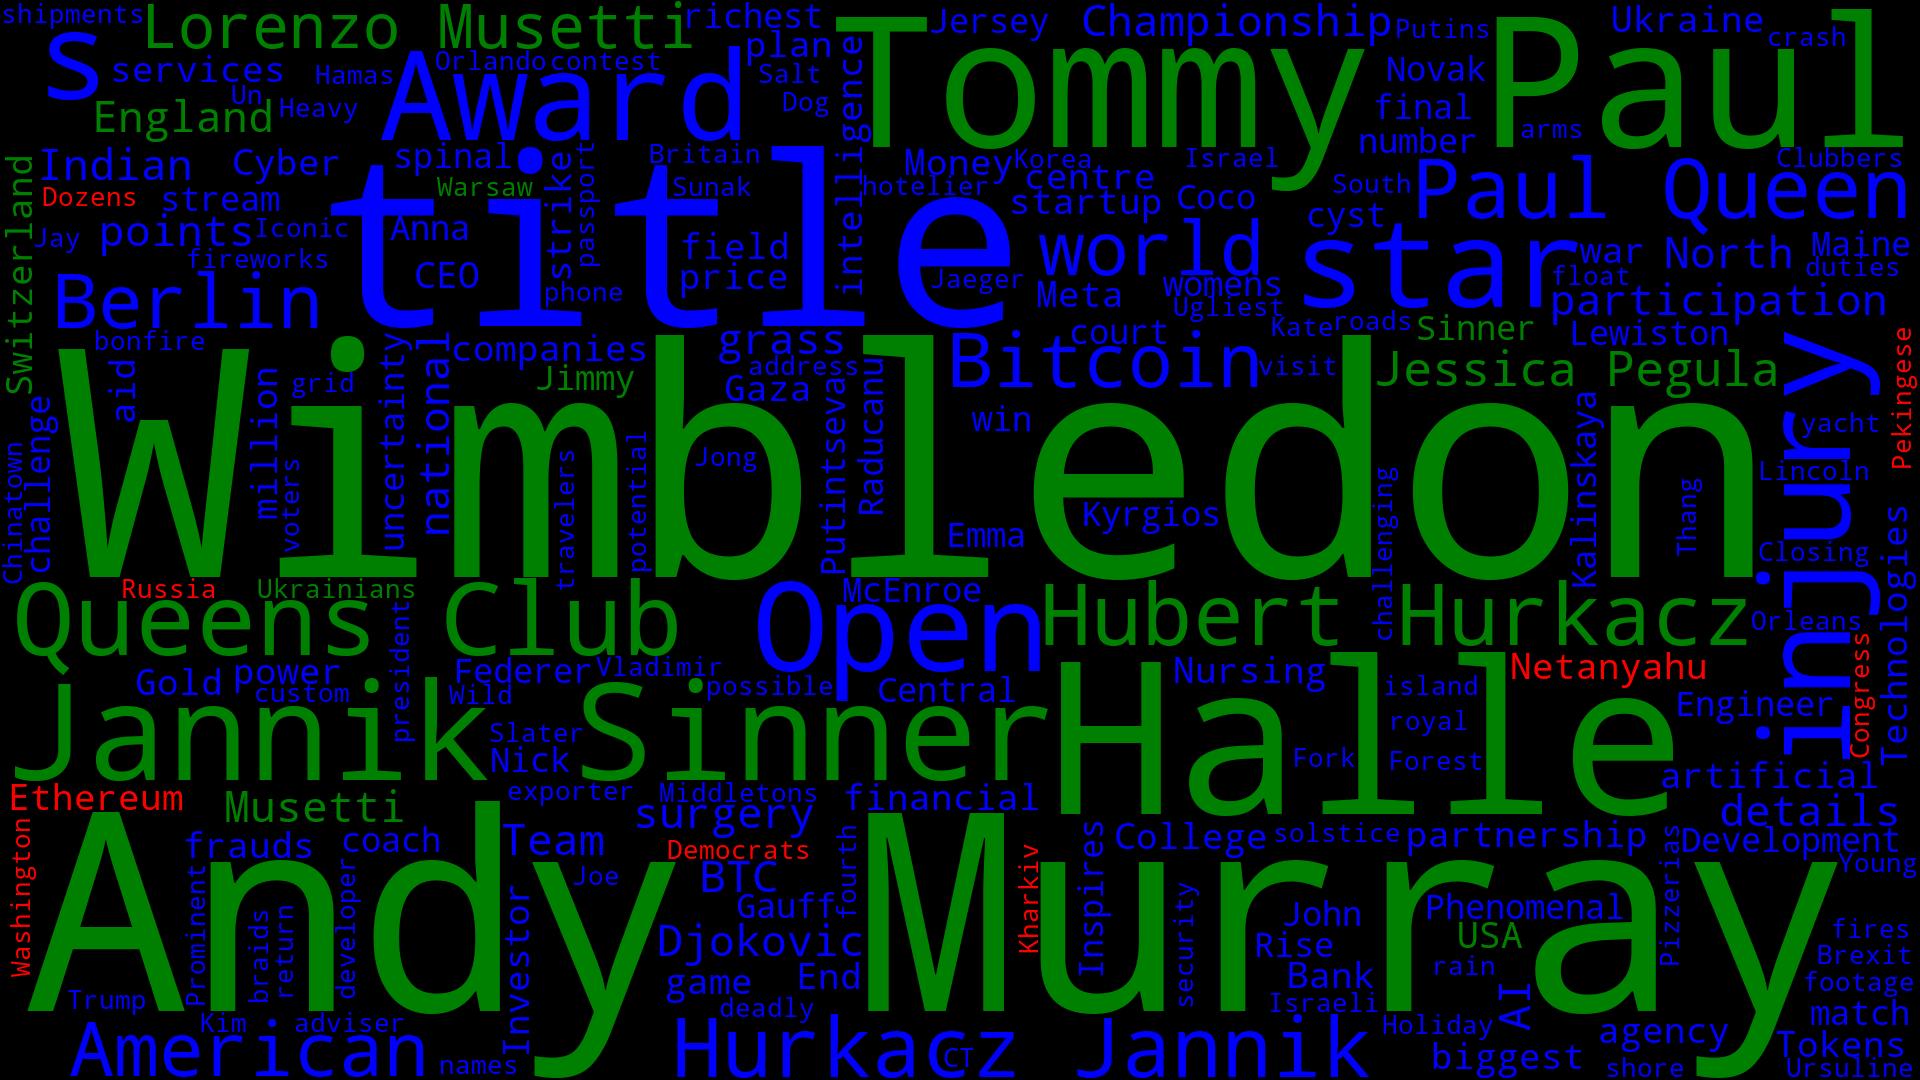 shipments
Lorenzo Musetti
richest
Tommy Paul
Jersey
Championship
Putins
Ukraine
crash
s
services
Hamas
Orlando
contest
plan
Award
Salt
Novak
Un
Heavy
Dog
final
England
intelligence
number
arms
Indian
Cyber
spinal
strike
passport
Britain
Money
Korea
Israel
Clubbers
Switzerland
Dozens
stream
Warsaw
title
Sunak
hotelier
centre
startup
Coco
South
Paul Queen
cyst
Jay
points
Iconic
Anna
field
world
star
war
North
Maine
fireworks
CEO
price
Jaeger
womens
float
duties
Berlin
phone
Meta
Ugliest
participation
bonfire
companies
grass
court
Kate
roads
Sinner
Lewiston
aid
grid
uncertainty
national
Jimmy
address
Gaza
Bitcoin
visit
Jessica Pegula
injury
Pekingese
Wimbledon
million
voters
win
yacht
Chinatown
challenge
travelers
potential
Jong
Putintseva
Raducanu
Emma
Kyrgios
challenging
Kalinskaya
Thang
Lincoln
Closing
Technologies
Russia
Ukrainians
McEnroe
Queens Club
Open
Hubert Hurkacz
Orleans
president
Gold
power
custom
Federer
Vladimir
possible
Central
Nursing
island
Netanyahu
Congress
Jannik Sinner
Wild
Halle
royal
Engineer
Slater
Nick
Fork
Forest
Ethereum
Musetti
exporter
Middletons
financial
artificial
surgery
details
Washington
frauds
coach
Team
Democrats
fourth
Kharkiv
Inspires
College
solstice
partnership
Pizzerias
Development
Young
Andy Murray
Prominent
braids
return
developer
Joe
BTC
Gauff
security
John
Phenomenal
Investor
Djokovic
Rise
USA
fires
Brexit
game
End
Bank
rain
footage
Trump
deadly
Israeli
AI
match
Kim
adviser
Holiday
agency
American
names
Hurkacz Jannik
CT
biggest
shore
Tokens
Ursuline